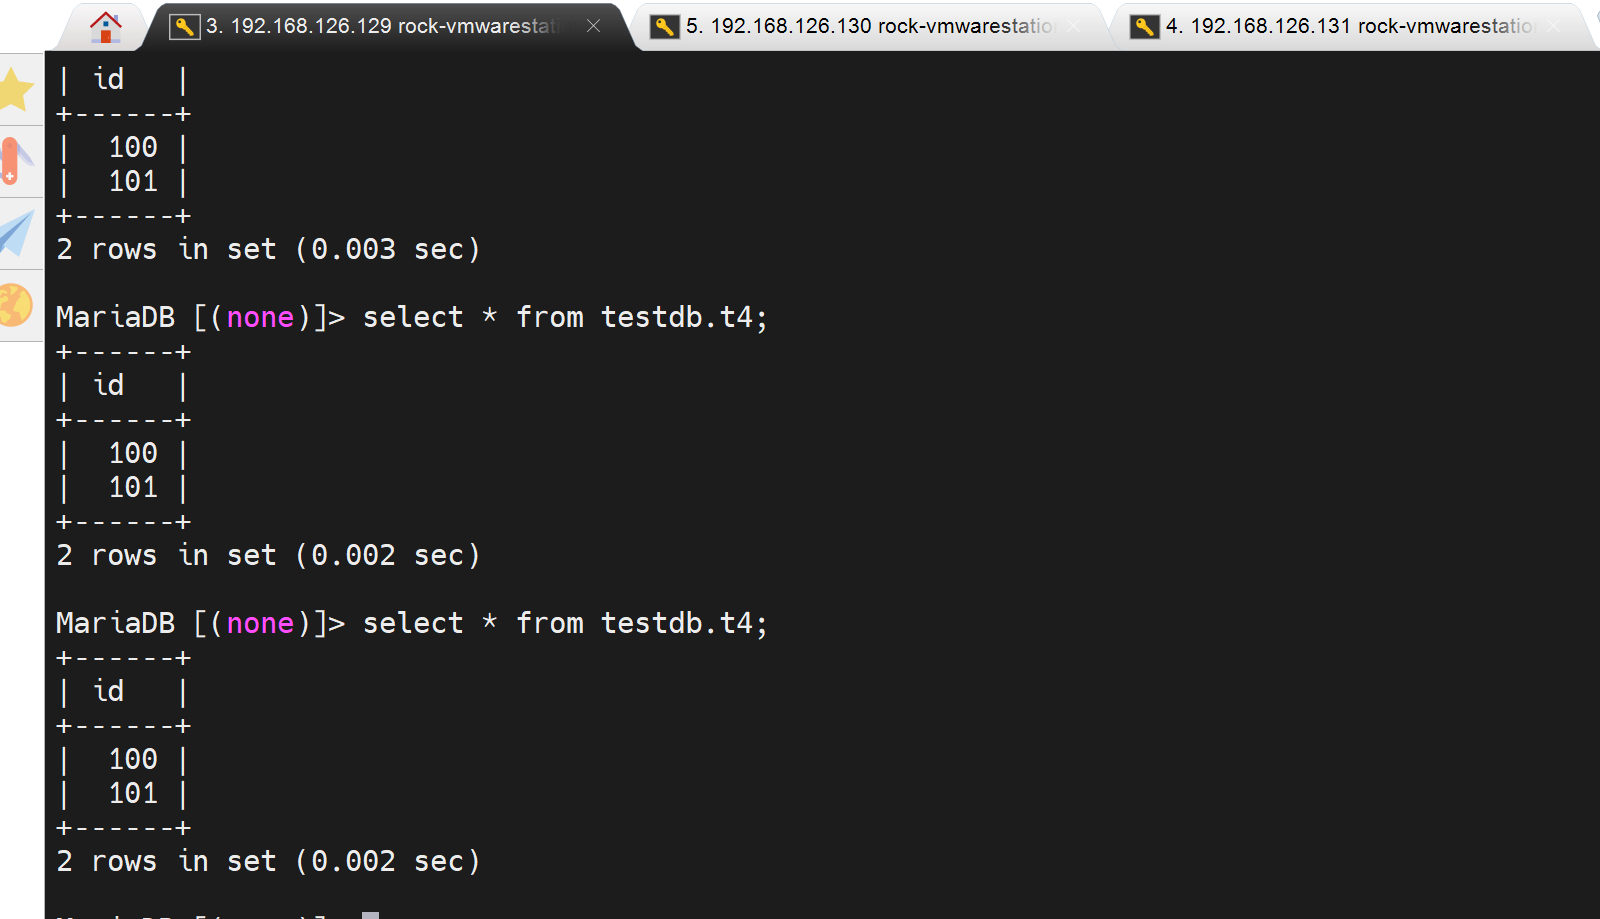 3. 192.168.126.129 rock-vmwarestati
5. 192.168.126.130 rock-vmwarestatio
4. 192.168.126.131 rock-vmwarestatio
| id   |
+------+
|  100 |
|  101 |
+------+
2 rows in set (0.003 sec)
MariaDB [(none)]> select * from testdb.t4;
+------+
| id   |
+------+
|  100 |
|  101 |
+------+
2 rows in set (0.002 sec)
MariaDB [(none)]> select * from testdb.t4;
+------+
| id   |
+------+
|  100 |
|  101 |
+------+
2 rows in set (0.002 sec)